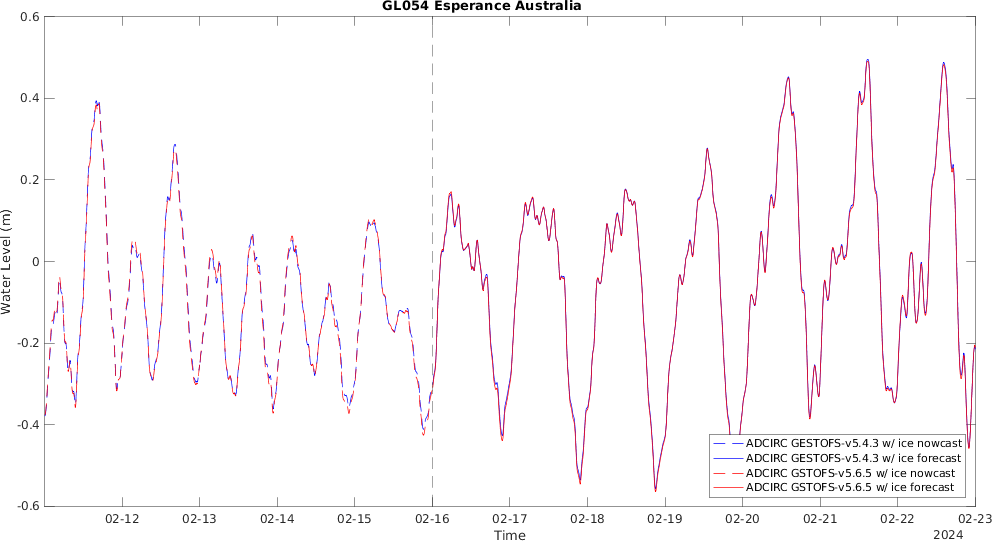 GL054 Esperance Australia
0.6
0.4
0.2
0
-0.2
-0.4
-0.6
Water Level (m)
02-12 02-13 02-14 02-15 02-16 02-17 02-18 02-19 02-20 02-21 02-22 02-23
Time
2024
ADCIRC GESTOFS-v5.4.3 w/ ice nowcast
ADCIRC GESTOFS-v5.4.3 w/ ice forecast
ADCIRC GSTOFS-v5.6.5 w/ ice nowcast
ADCIRC GSTOFS-v5.6.5 w/ ice forecast